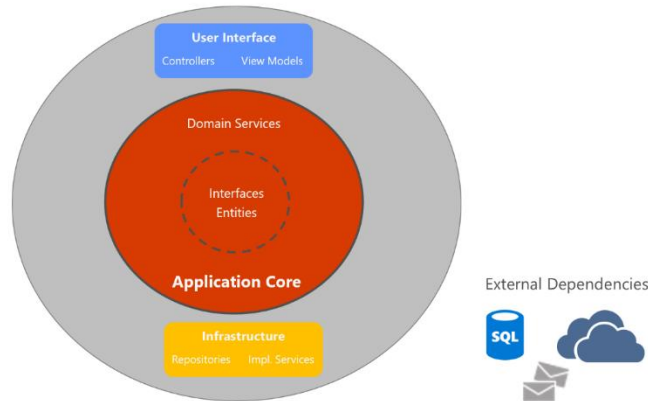 User Interface
Controllers View Models
Domain Services
Interfaces
Entities
Application Core
Infrastructure
Repositories Impl. Services
External Dependencies
SQL